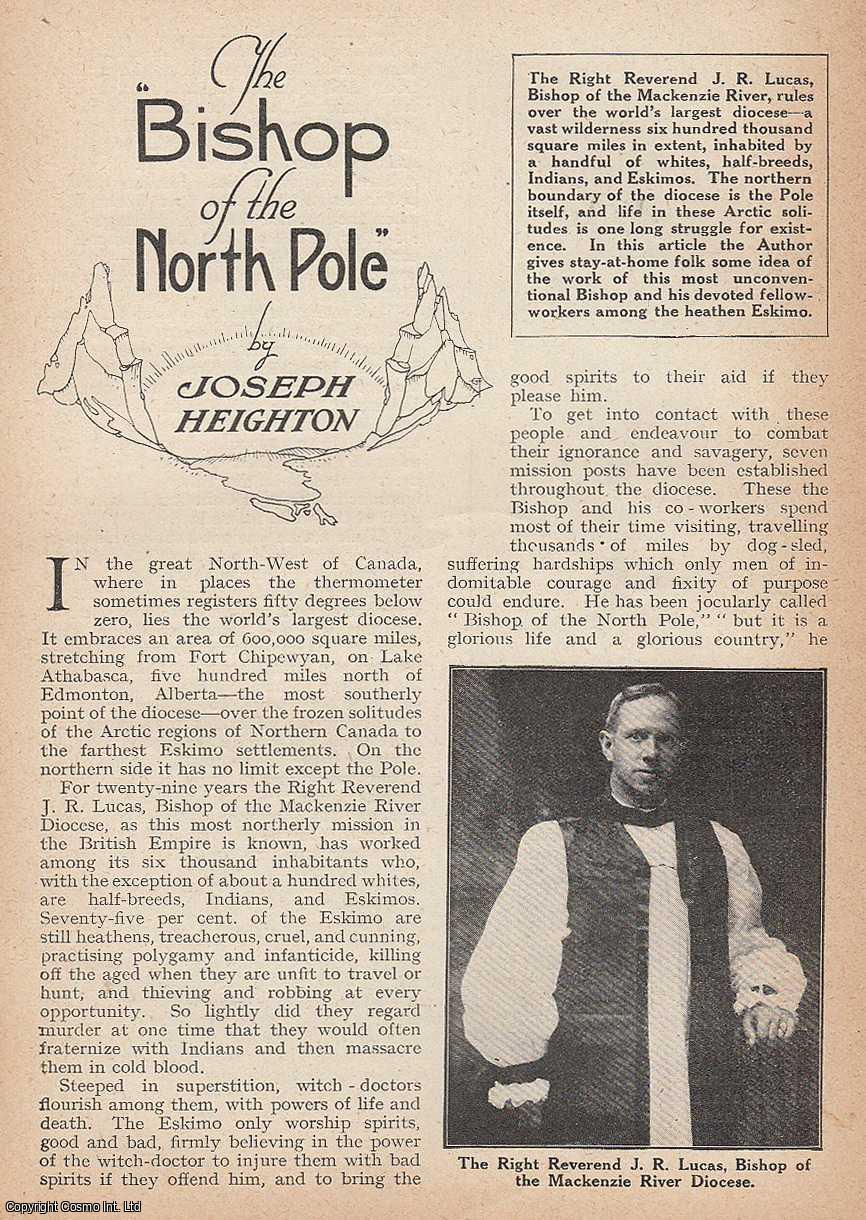 The
"Bishop
of the
North Pole"
by
JOSEPH
HEIGHTON
The Right Reverend J. R. Lucas,
Bishop of the Mackenzie River, rules
over the world's largest diocese—a
vast wilderness six hundred thousand
square miles in extent, inhabited by
a handful of whites, half-breeds,
Indians, and Eskimos. The northern
boundary of the diocese is the Pole
itself, and life in these Arctic soli-
tudes is one long struggle for exist-
ence. In this article the Author
gives stay-at-home folk some idea of
the work of this most unconven-
tional Bishop and his devoted fellow-
workers among the heathen Eskimo.
IN the great North-West of Canada,
where in places the thermometer
sometimes registers fifty degrees below
zero, lies the world's largest diocese.
It embraces an area of 600,000 square miles,
stretching from Fort Chipewyan, on Lake
Athabasca, five hundred miles north of
Edmonton, Alberta—the most southerly
point of the diocese—over the frozen solitudes
of the Arctic regions of Northern Canada to
the farthest Eskimo settlements. On the
northern side it has no limit except the Pole.
For twenty-nine years the Right Reverend
J. R. Lucas, Bishop of the Mackenzie River
Diocese, as this most northerly mission in
the British Empire is known, has worked
among its six thousand inhabitants who,
with the exception of about a hundred whites,
are half-breeds, Indians, and Eskimos.
Seventy-five per cent. of the Eskimo are
still heathens, treacherous, cruel, and cunning,
practising polygamy and infanticide, killing
off the aged when they are unfit to travel or
hunt, and thieving and robbing at every
opportunity. So lightly did they regard
murder at one time that they would often
fraternize with Indians and then massacre
them in cold blood.
Steeped in superstition, witch-doctors
flourish among them, with powers of life and
death. The Eskimo only worship spirits,
good and bad, firmly believing in the power
of the witch-doctor to injure them with bad
spirits if they offend him, and to bring the
good spirits to their aid if they
please him.
To get into contact with these
people and endeavour to combat
their ignorance and savagery, seven
mission posts have been established
throughout the diocese. These the
Bishop and his co-workers spend
most of their time visiting, travelling
thousands of miles by dog-sled,
suffering hardships which only men of in-
domitable courage and fixity of purpose
could endure. He has been jocularly called
"Bishop of the North Pole," "but it is a
glorious life and a glorious country," he
The Right Reverend J. R. Lucas, Bishop of
the Mackenzie River Diocese.
Copyright Cosmo Int. Ltd